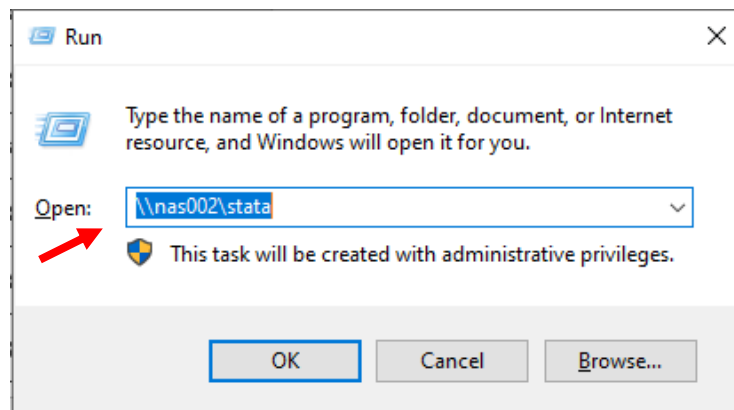 Run
Type the name of a program, folder, document, or Internet
resource, and Windows will open it for you.
Open: \\nas002\stata
This task will be created with administrative privileges.
OK Cancel Browse...